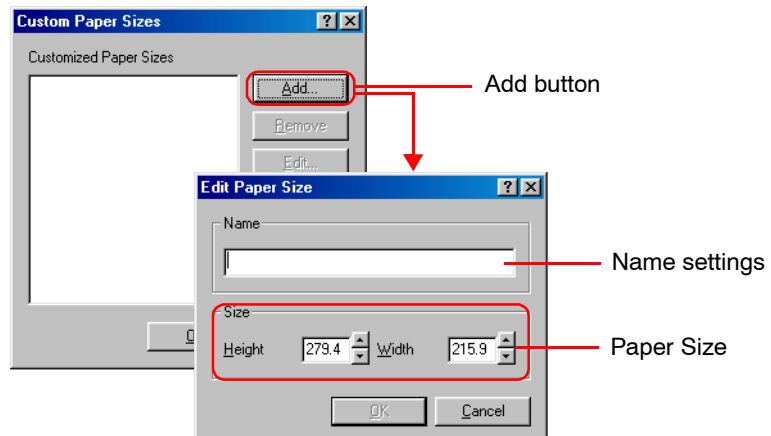 Custom Paper Sizes
Customized Paper Sizes
Add...
Add button
Remove
Edit...
Edit Paper Size
Name
Name settings
Size
Height 279.4 Width 215.9
Paper Size
OK Cancel